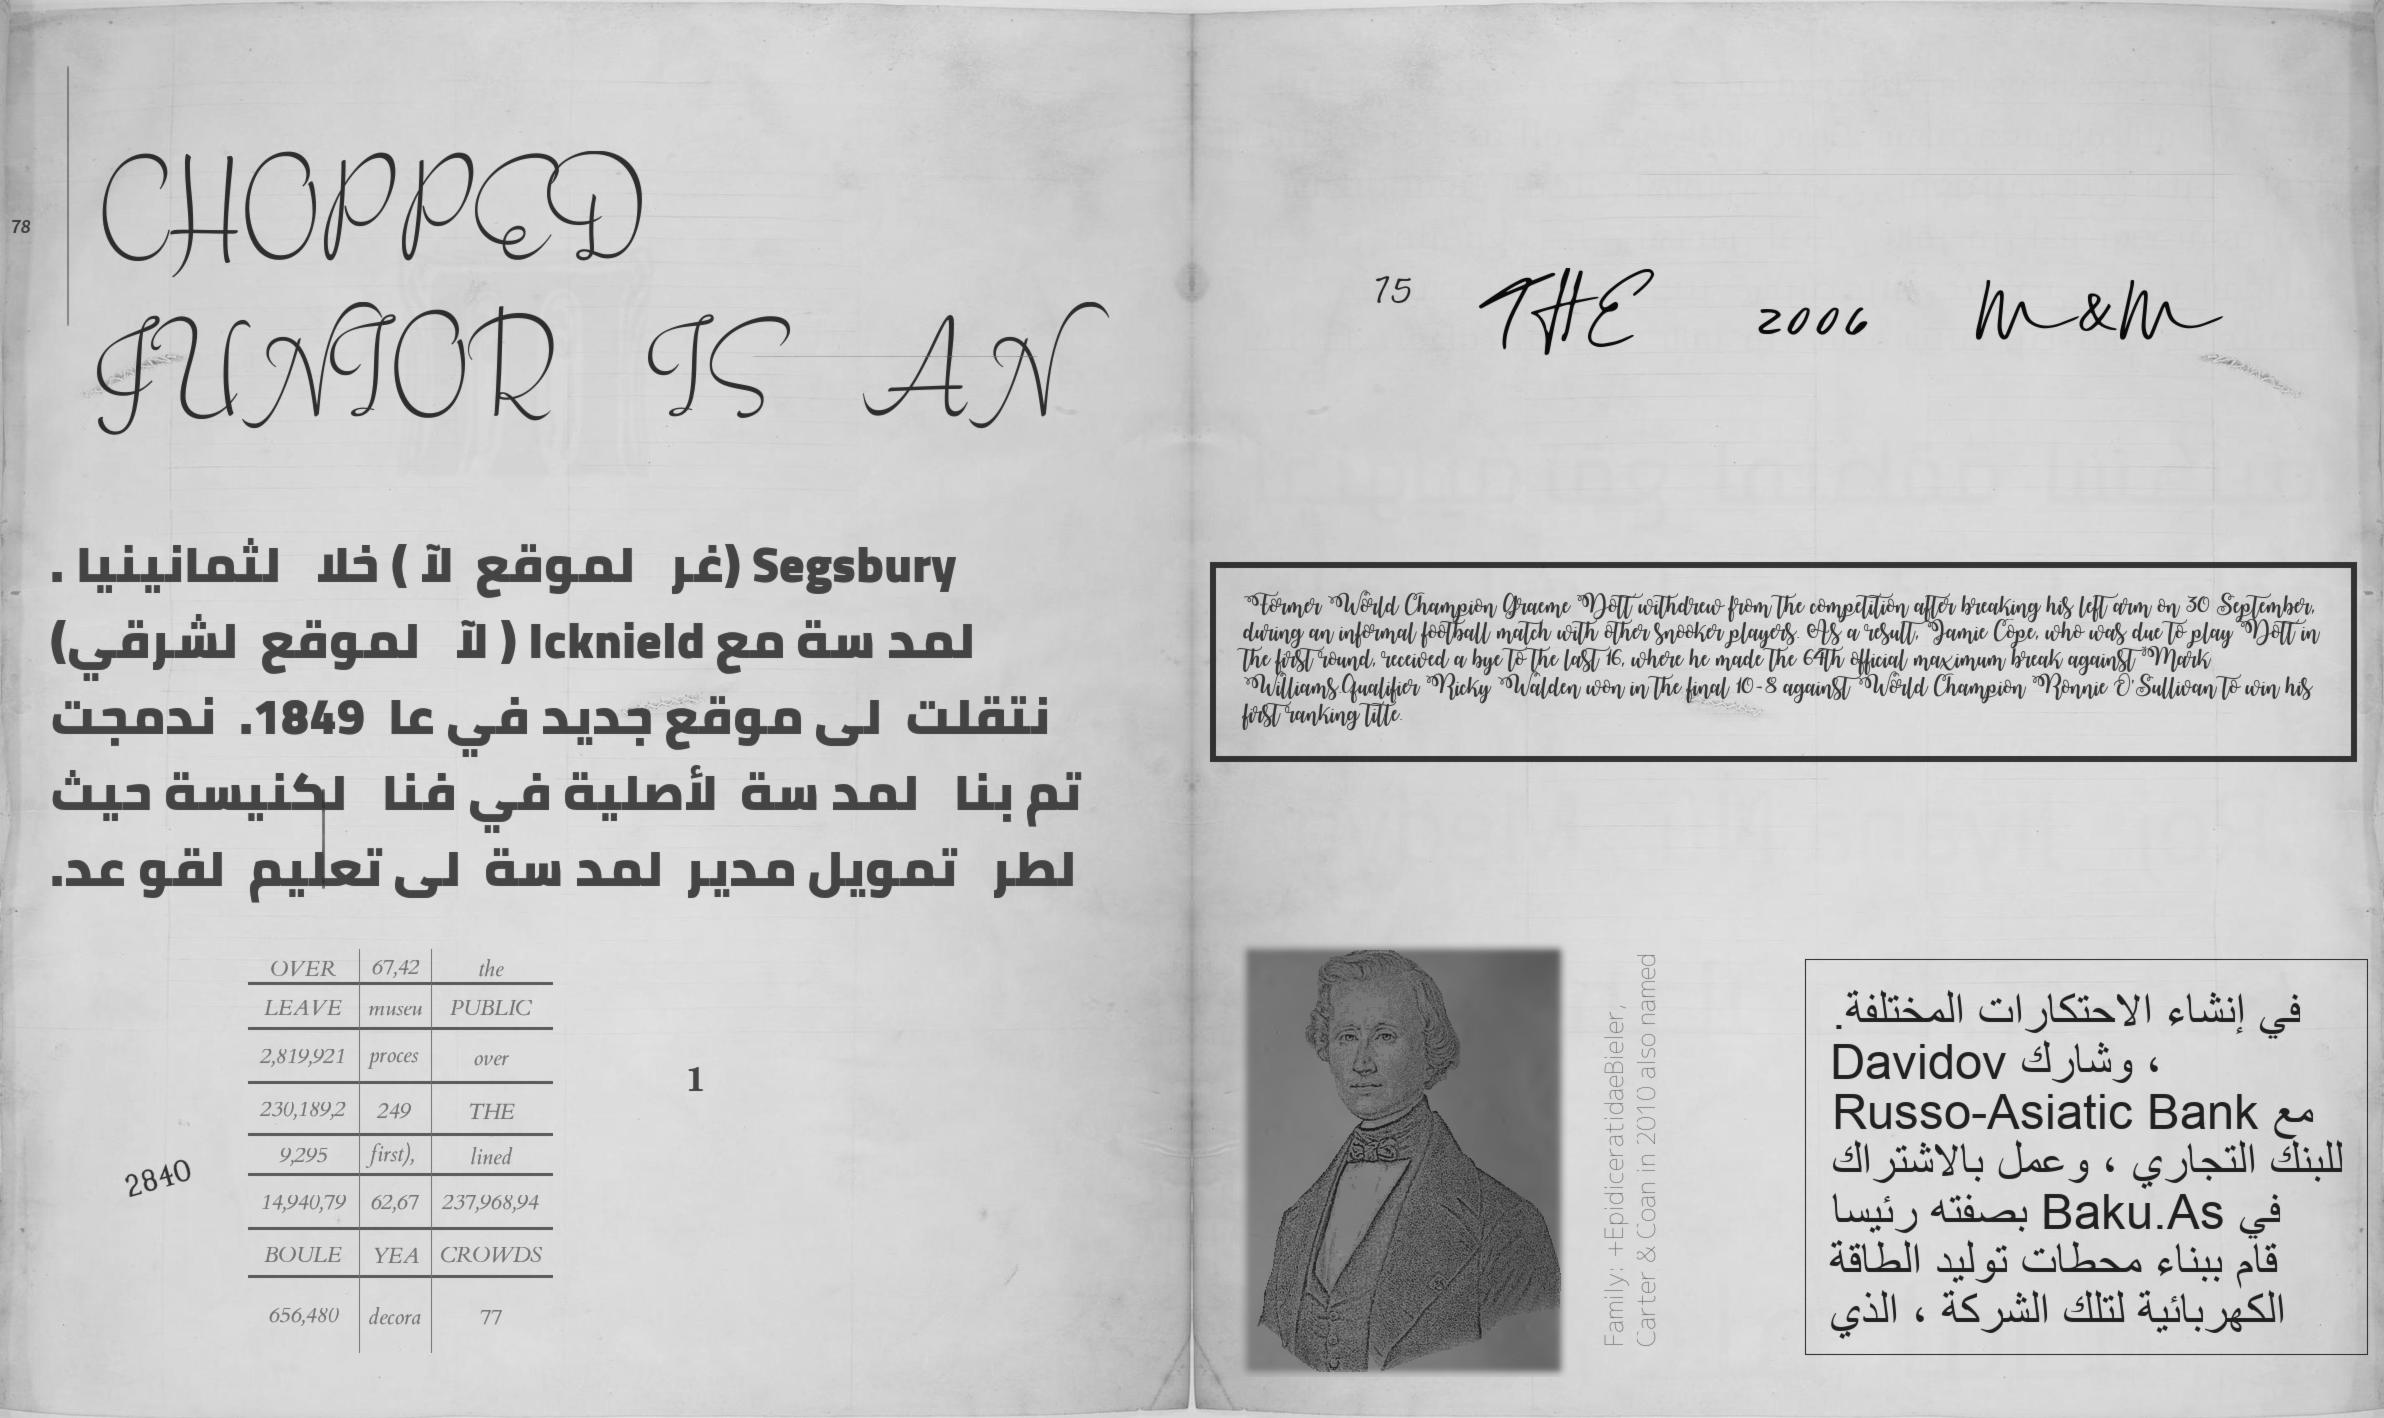 78
CHOPPED
JUNIOR IS AN
Segsbury (غر لموقع لآ ) خلا لثمانينيا .
لمد سة مع Icknield ( لآ لموقع لشرقي)
نتقلت لى موقع جديد في عا 1849. ندمجت
تم بنا لمد سة لأصلية في فنا لكنيسة حيث
لطر تمويل مدير لمد سة لى تعليم لقو عد.
OVER 67,42 the
LEAVE museu PUBLIC
2,819,921 proces over
230,189,2 249 THE
9,295 first), lined
14,940,79 62,67 237,968,94
BOULE YEA CROWDS
656,480 decora 77
2840
1
75 THE 2006 M&M
Former World Champion Graeme Dott withdrew from the competition after breaking his left arm on 30 September,
during an informal football match with other snooker players. As a result, Jamie Cope, who was due to play Dott in
the first round, received a bye to the last 16, where he made the 64th official maximum break against Mark
Williams.Qualifier Ricky Walden won in the final 10-8 against World Champion Ronnie O'Sullivan to win his
first ranking title.
Family: +EpidiceratidaeBieler,
Carter & Coan in 2010 also named
في إنشاء الاحتكارات المختلفة.
، وشارك Davidov
مع Russo-Asiatic Bank
للبنك التجاري ، وعمل بالاشتراك
في Baku.As بصفته رئيسا
قام ببناء محطات توليد الطاقة
الكهربائية لتلك الشركة ، الذي